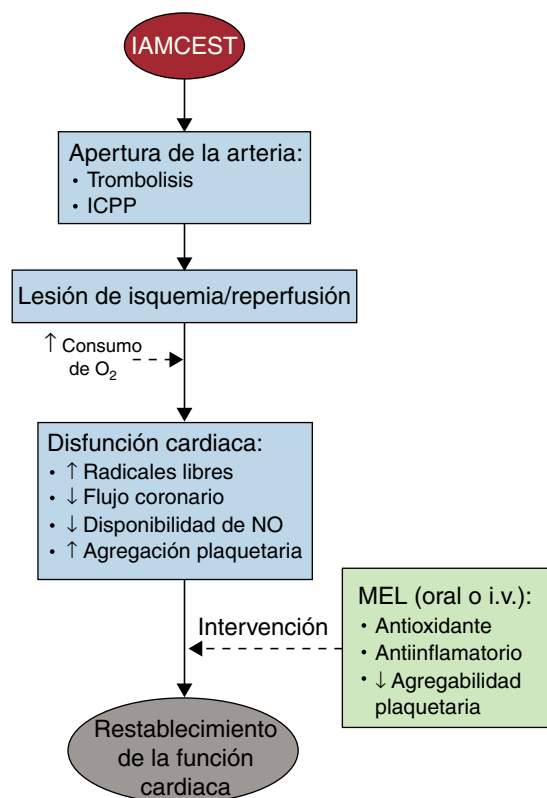 IAMCEST
Apertura de la arteria:
• Trombolisis
• ICPP
Lesión de isquemia/reperfusión
↑ Consumo
de O₂
Disfunción cardiaca:
• ↑ Radicales libres
• ↓ Flujo coronario
• ↓ Disponibilidad de NO
• ↑ Agregación plaquetaria
Intervención
MEL (oral o i.v.):
• Antioxidante
• Antiinflamatorio
• ↓ Agregabilidad
plaquetaria
Restablecimiento
de la función
cardiaca